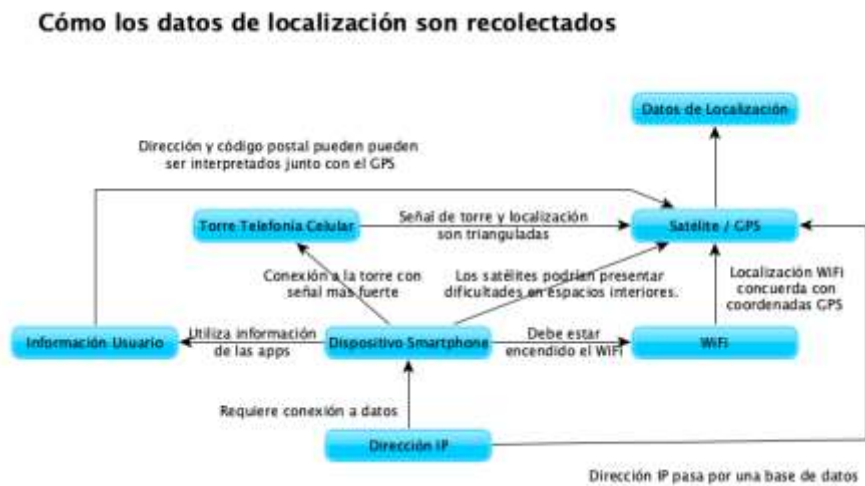 Cómo los datos de localización son recolectados
Datos de Localización
Dirección y código postal pueden pueden
ser interpretados junto con el GPS
Torre Telefonía Celular
Señal de torre y localización
son trianguladas
Satélite / GPS
Conexión a la torre con
señal más fuerte
Los satélites podrían presentar
dificultades en espacios interiores.
Localización WiFi
concuerda con
coordenadas GPS
Información Usuario
Utiliza información
de las apps
Dispositivo Smartphone
Debe estar
encendido el WiFi
WiFi
Requiere conexión a datos
Dirección IP
Dirección IP pasa por una base de datos